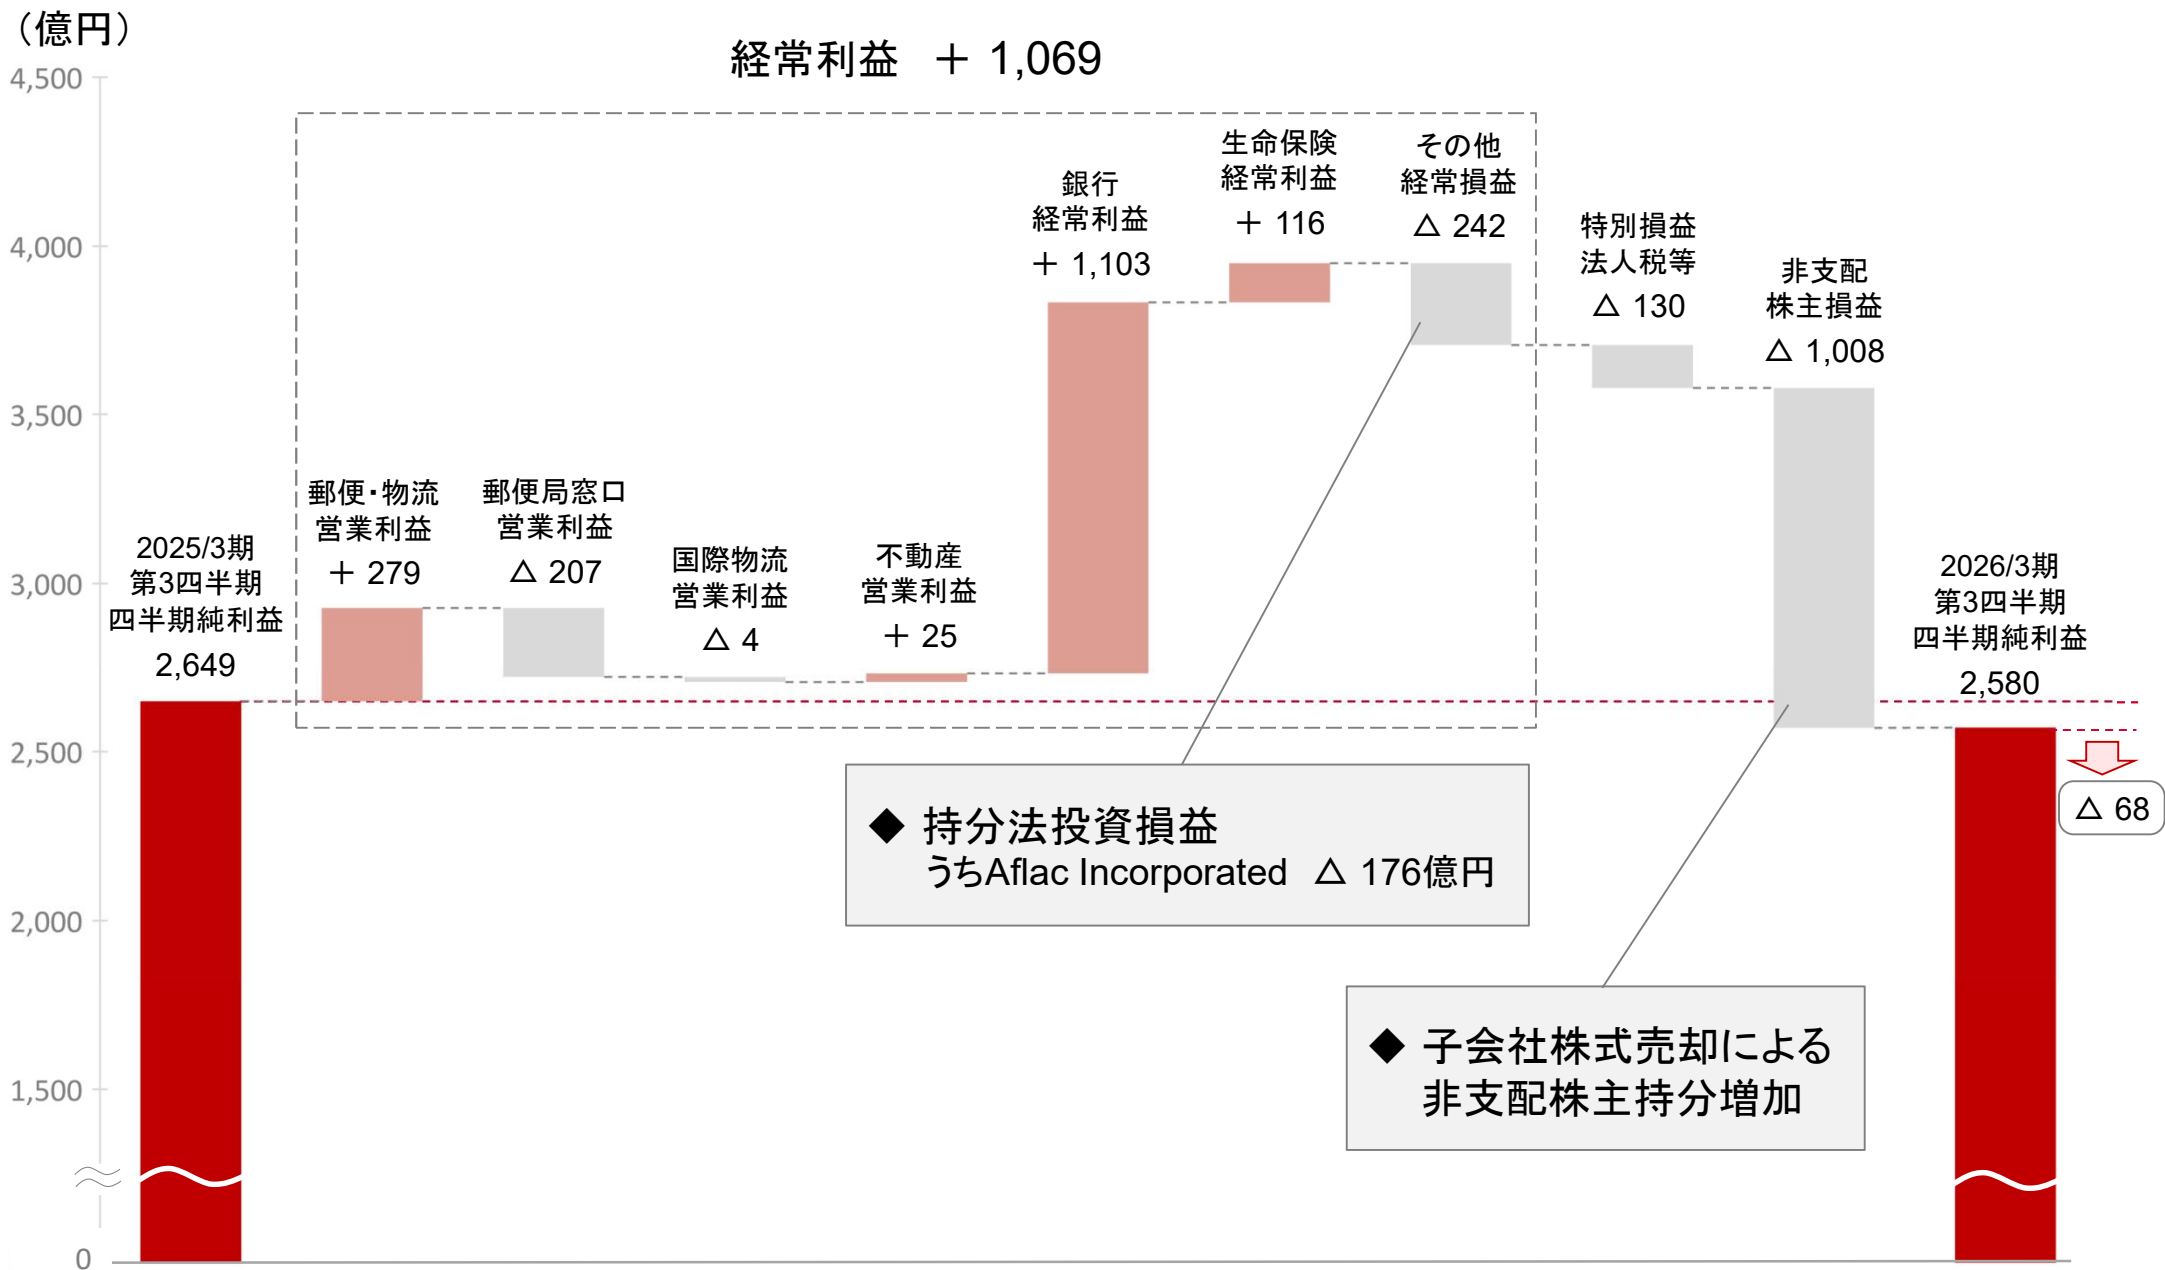 （億円）
経常利益　＋ 1,069
4,500
4,000
3,500
3,000
2,500
2,000
1,500
0
2025/3期
第3四半期
四半期純利益
2,649
郵便・物流
営業利益
＋ 279
郵便局窓口
営業利益
△ 207
国際物流
営業利益
△ 4
不動産
営業利益
＋ 25
銀行
経常利益
＋ 1,103
生命保険
経常利益
＋ 116
その他
経常損益
△ 242
特別損益
法人税等
△ 130
非支配
株主損益
△ 1,008
2026/3期
第3四半期
四半期純利益
2,580
△ 68
◆ 持分法投資損益
うちAflac Incorporated △ 176億円
◆ 子会社株式売却による
非支配株主持分増加